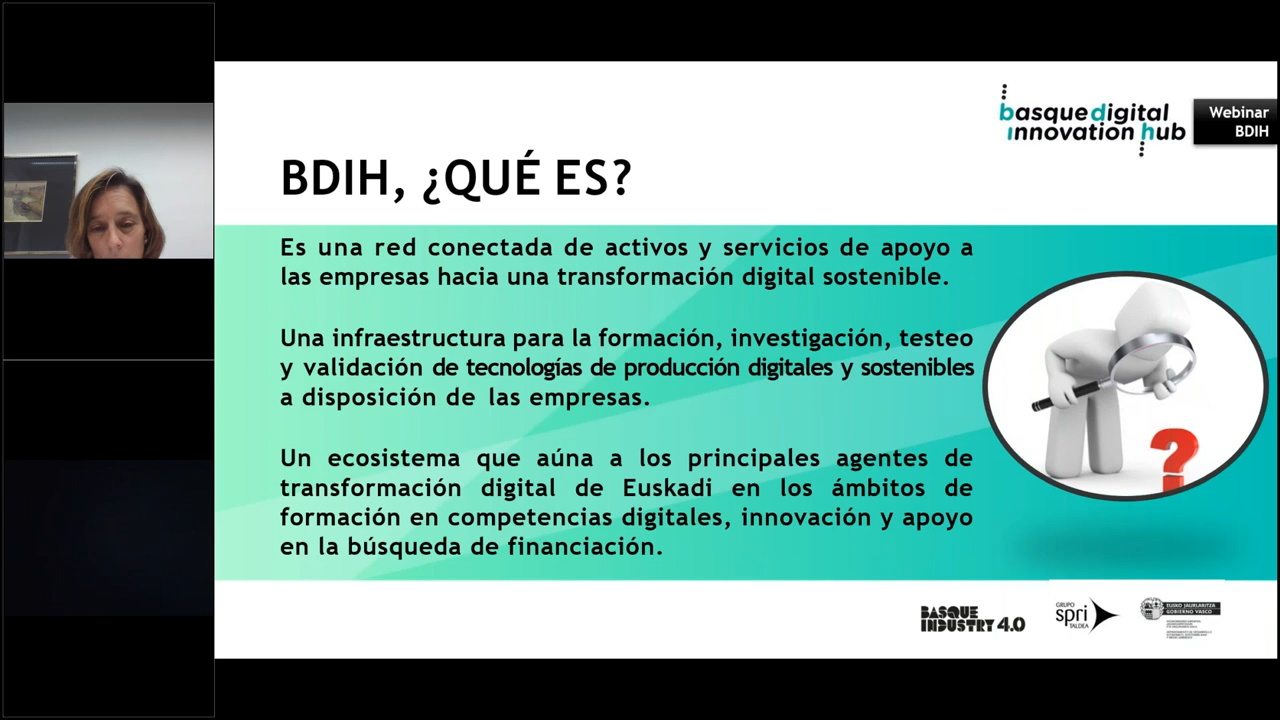 basque digital
innovation hub
Webinar
BDIH
BDIH, ¿QUÉ ES?
Es una red conectada de activos y servicios de apoyo a
las empresas hacia una transformación digital sostenible.
Una infraestructura para la formación, investigación, testeo
y validación de tecnologías de producción digitales y sostenibles
a disposición de las empresas.
Un ecosistema que aúna a los principales agentes de
transformación digital de Euskadi en los ámbitos de
formación en competencias digitales, innovación y apoyo
en la búsqueda de financiación.
BASQUE
INDUSTRY 4.0
GRUPO
spri
TALDEA
EUSKO JAURLARITZA
GOBIERNO VASCO